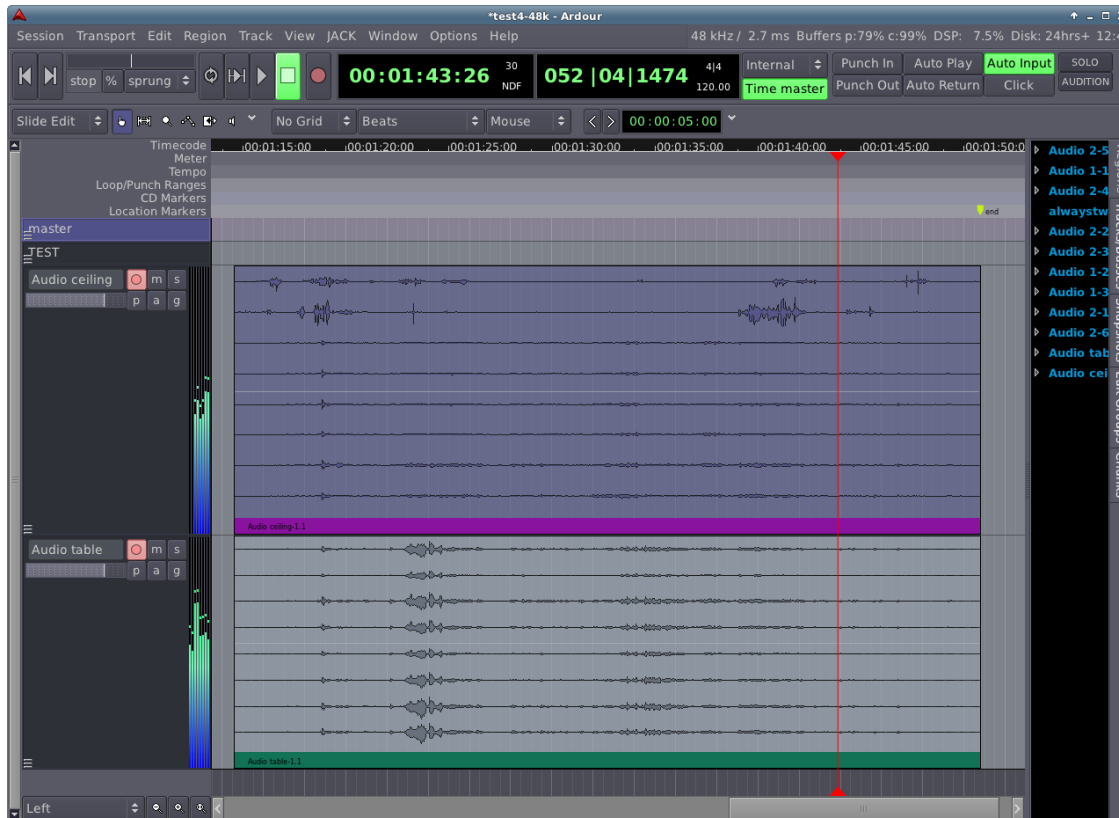 *test4-48k - Ardour
Session Transport Edit Region Track View JACK Window Options Help 48 kHz / 2.7 ms Buffers p:79% c:99% DSP: 7.5% Disk: 24hrs+
stop % sprung 00:01:43:26 30 NDF 052 |04|1474 4|4 120.00 Internal Time master Punch In Auto Play Auto Input SOLO
Punch Out Auto Return Click AUDITION
Slide Edit No Grid Beats Mouse < > 00:00:05:00
Timecode 00:01:15:00 00:01:20:00 00:01:25:00 00:01:30:00 00:01:35:00 00:01:40:00 00:01:45:00 00:01:50:0
Meter
Tempo
Loop/Punch Ranges
CD Markers
Location Markers end
master
TEST
Audio ceiling m s
p a g
Audio ceiling-1.1
Audio table m s
p a g
Audio table-1.1
Left
Audio 2-5
Audio 1-1
Audio 2-4
alwaystw
Audio 2-2
Audio 2-3
Audio 1-2
Audio 1-3
Audio 2-1
Audio 2-6
Audio tab
Audio cei